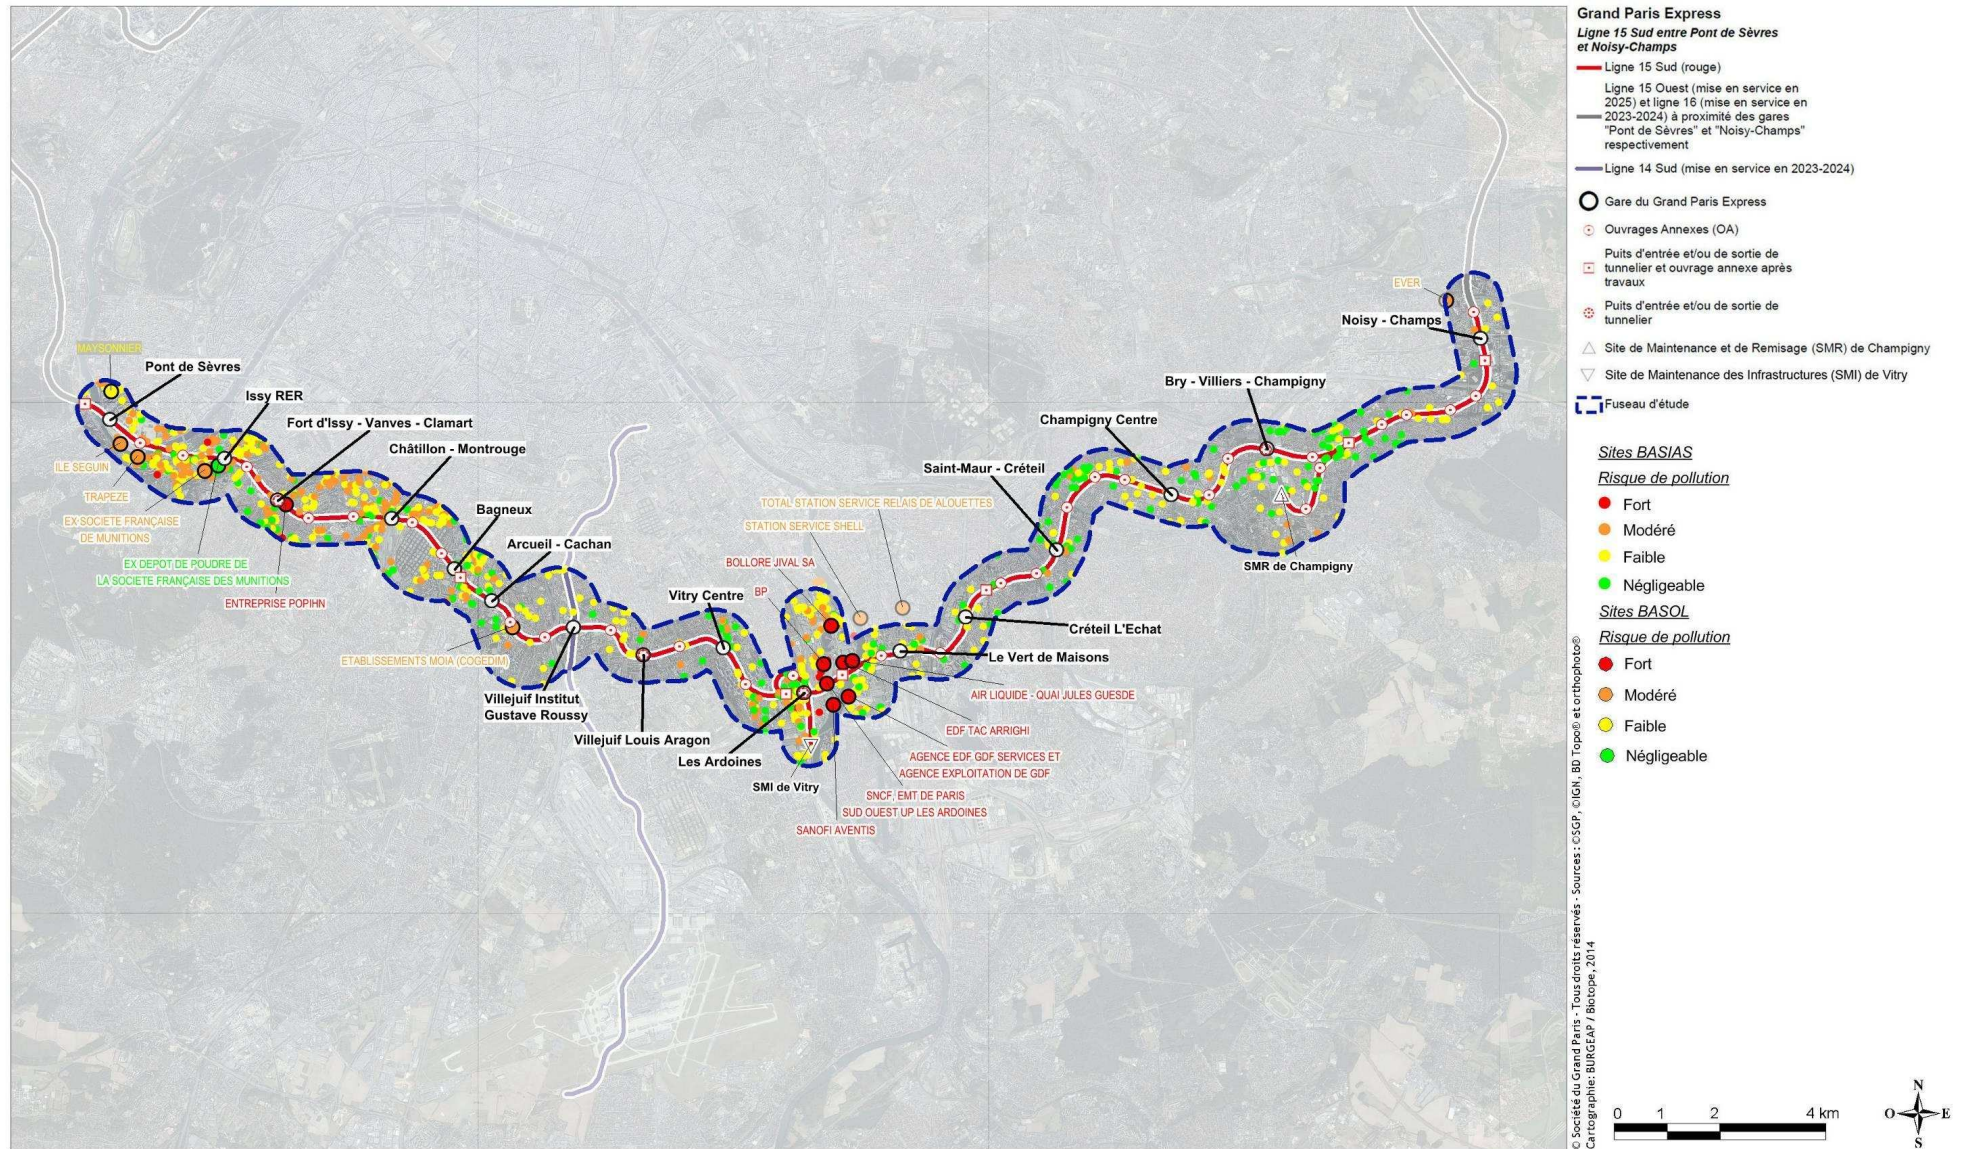 Grand Paris Express
Ligne 15 Sud entre Pont de Sèvres
et Noisy-Champs
Ligne 15 Sud (rouge)
Ligne 15 Ouest (mise en service en
2025) et ligne 16 (mise en service en
2023-2024) à proximité des gares
"Pont de Sèvres" et "Noisy-Champs"
respectivement
Ligne 14 Sud (mise en service en 2023-2024)
Gare du Grand Paris Express
Ouvrages Annexes (OA)
Puits d'entrée et/ou de sortie de
tunnelier et ouvrage annexe après
travaux
Puits d'entrée et/ou de sortie de
tunnelier
Site de Maintenance et de Remisage (SMR) de Champigny
Site de Maintenance des Infrastructures (SMI) de Vitry
Fuseau d'étude
Sites BASIAS
Risque de pollution
Fort
Modéré
Faible
Négligeable
Sites BASOL
Risque de pollution
Fort
Modéré
Faible
Négligeable
EVER
Noisy - Champs
MAYSONNIER
Pont de Sèvres
Issy RER
Fort d'Issy - Vanves - Clamart
Châtillon - Montrouge
Bagneux
Arcueil - Cachan
ILE SEGUIN
TRAPEZE
EX SOCIETE FRANÇAISE
DE MUNITIONS
EX DEPOT DE POUDRE DE
LA SOCIETE FRANÇAISE DES MUNITIONS
ENTREPRISE POPIHN
ETABLISSEMENTS MOIA (COGEDIM)
Villejuif Institut
Gustave Roussy
Villejuif Louis Aragon
Vitry Centre
Les Ardoines
SMI de Vitry
BP
BOLLORE JIVAL SA
STATION SERVICE SHELL
TOTAL STATION SERVICE RELAIS DE ALOUETTES
Saint-Maur - Créteil
Champigny Centre
Bry - Villiers - Champigny
SMR de Champigny
Créteil L'Echat
Le Vert de Maisons
AIR LIQUIDE - QUAI JULES GUESDE
EDF TAC ARRIGHI
AGENCE EDF GDF SERVICES ET
AGENCE EXPLOITATION DE GDF
SNCF, EMT DE PARIS
SUD OUEST UP LES ARDOINES
SANOFI AVENTIS
© Société du Grand Paris - Tous droits réservés - Sources : ©SGP, ©IGN, BD Topo® et orthophoto®
Cartographie: BURGEAP / Biotope, 2014
0 1 2 4 km
N
O E
S